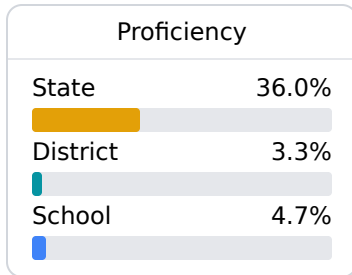 Proficiency
State 36.0%
District 3.3%
School 4.7%